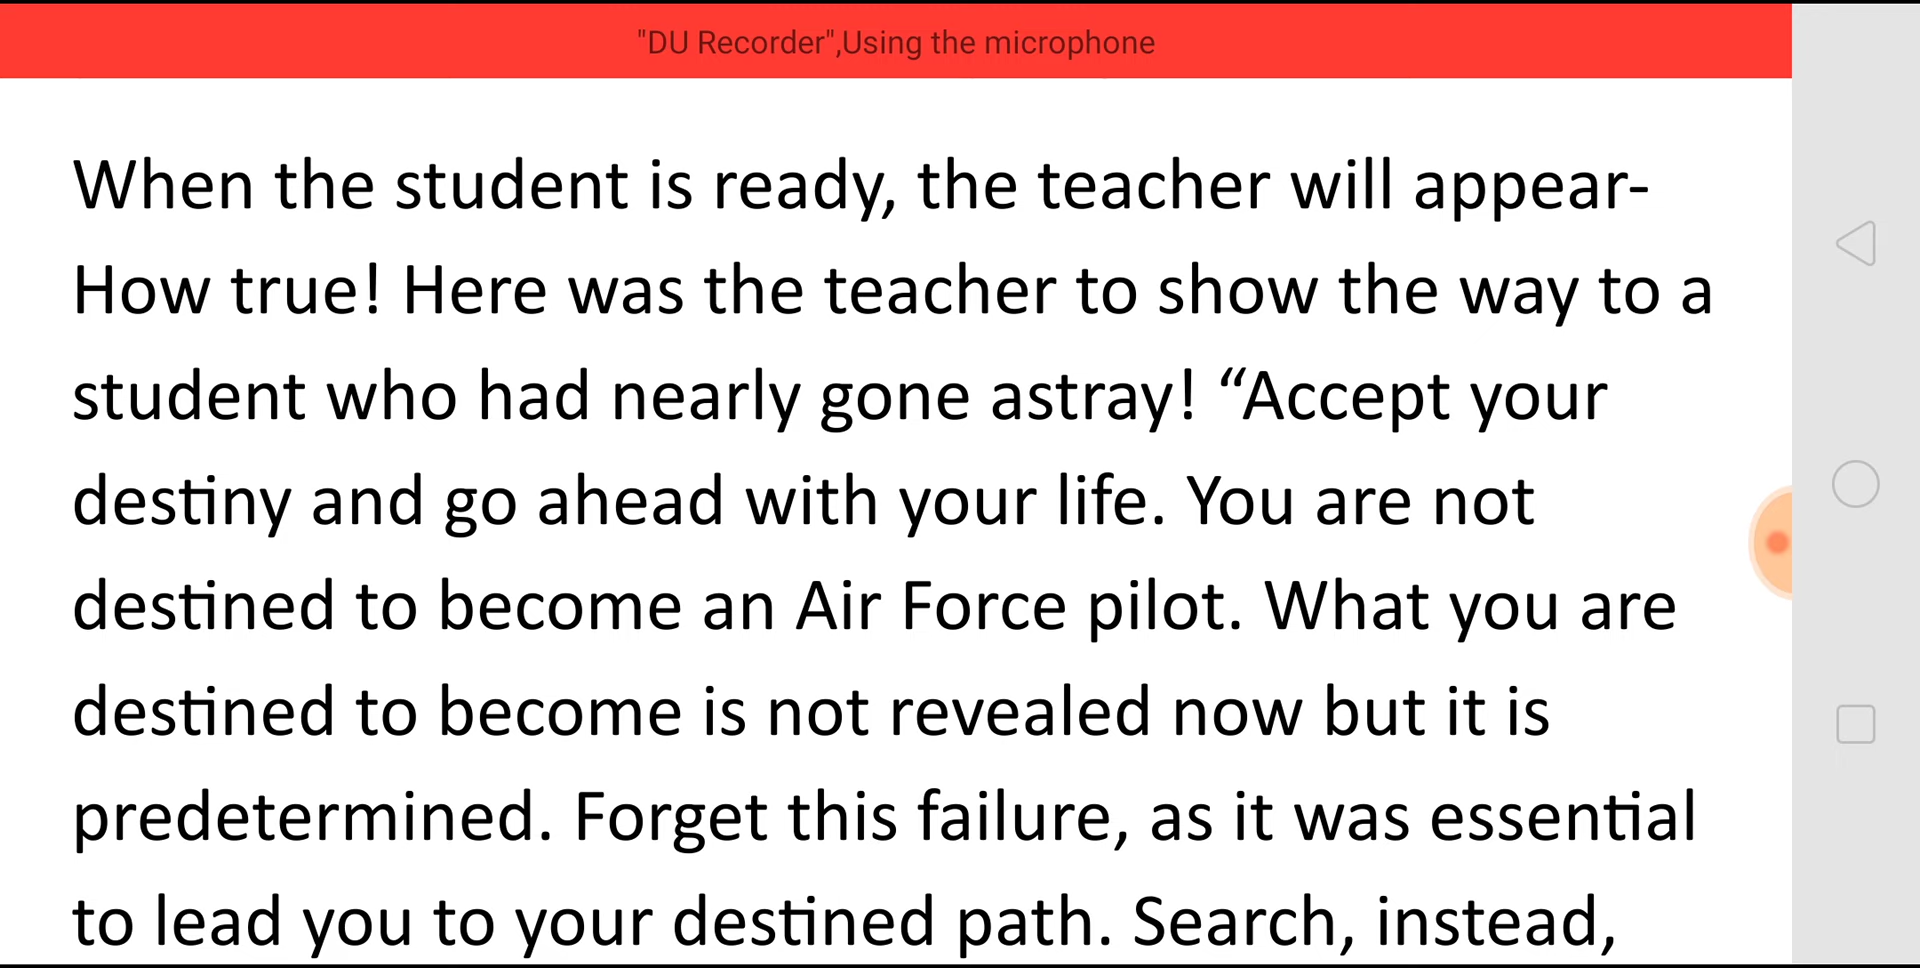 "DU Recorder",Using the microphone
When the student is ready, the teacher will appear-
How true! Here was the teacher to show the way to a
student who had nearly gone astray! “Accept your
destiny and go ahead with your life. You are not
destined to become an Air Force pilot. What you are
destined to become is not revealed now but it is
predetermined. Forget this failure, as it was essential
to lead you to your destined path. Search, instead,